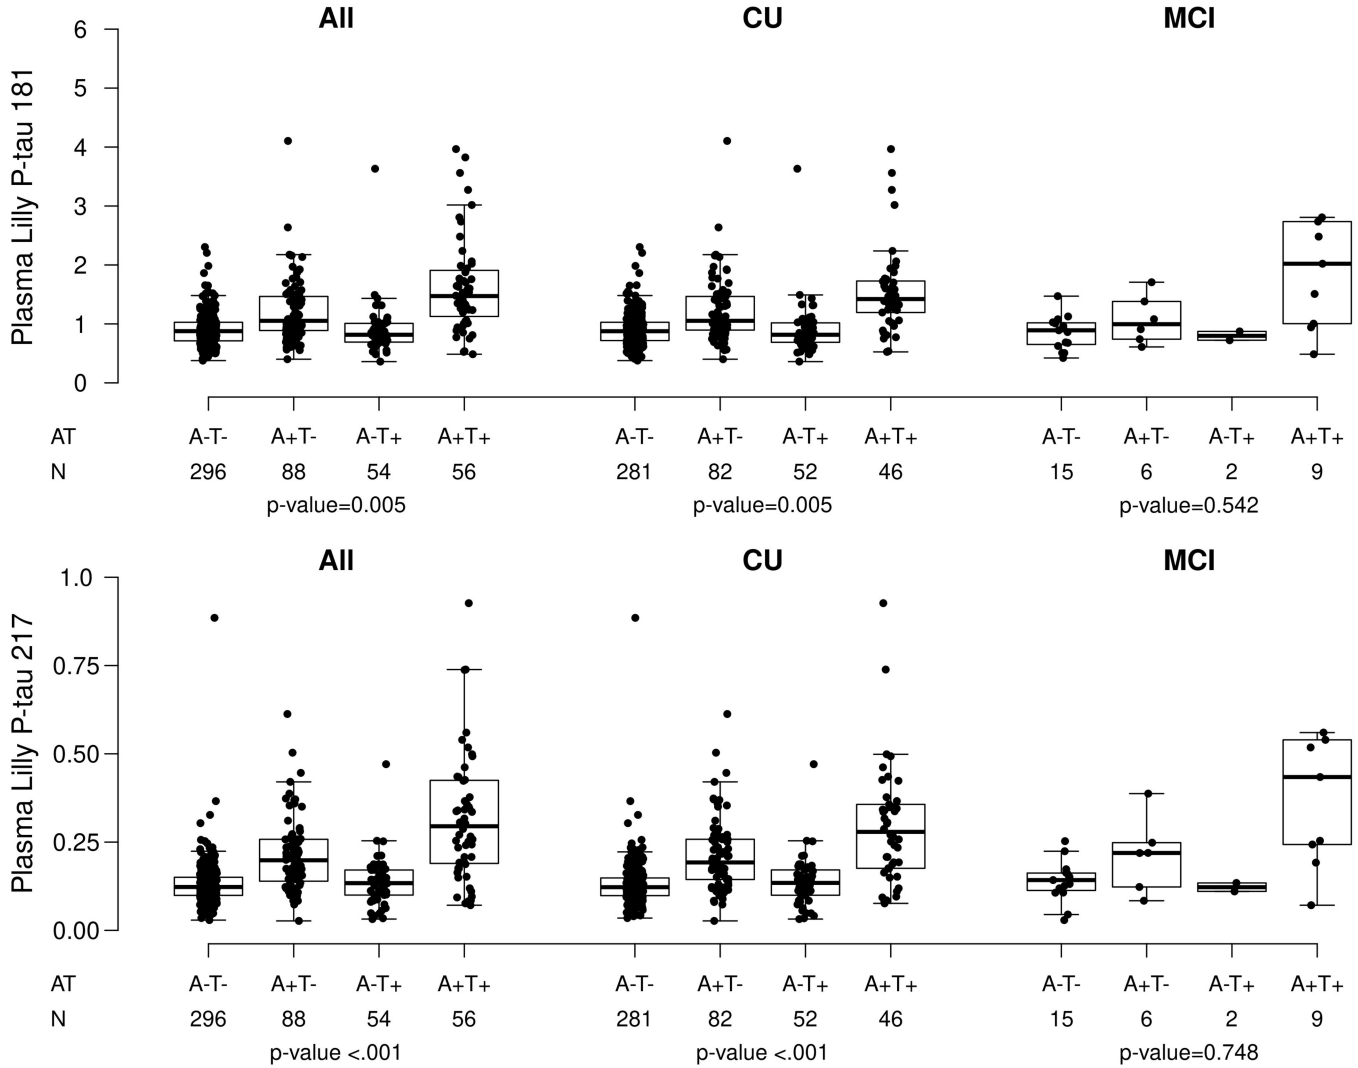 All CU MCI
6
5
4
3
2
1
0
Plasma Lilly P-tau 181
AT A-T- A+T- A-T+ A+T+ A-T- A+T- A-T+ A+T+ A-T- A+T- A-T+ A+T+
N 296 88 54 56 281 82 52 46 15 6 2 9
p-value=0.005 p-value=0.005 p-value=0.542
All CU MCI
1.0
0.75
0.50
0.25
0.00
Plasma Lilly P-tau 217
AT A-T- A+T- A-T+ A+T+ A-T- A+T- A-T+ A+T+ A-T- A+T- A-T+ A+T+
N 296 88 54 56 281 82 52 46 15 6 2 9
p-value <.001 p-value <.001 p-value=0.748